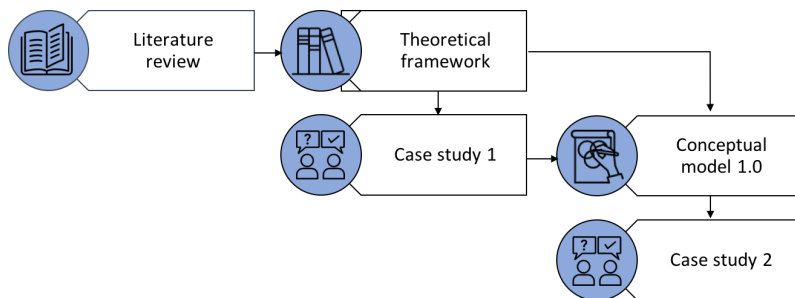 Literature
review
Theoretical
framework
?
Case study 1
Conceptual
model 1.0
?
Case study 2